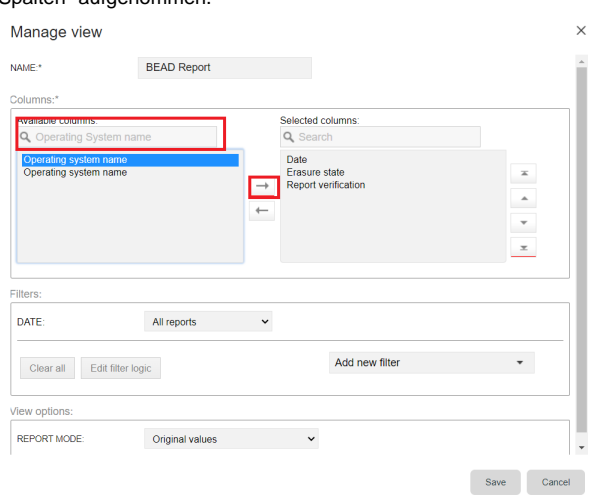 Spalten" aufgenommen.
Manage view
NAME:*
BEAD Report
Columns:*
Available columns:
Operating System name
Operating system name
Operating system name
Selected columns:
Search
Date
Erasure state
Report verification
Filters:
DATE:
All reports
Clear all
Edit filter logic
Add new filter
View options:
REPORT MODE:
Original values
Save
Cancel